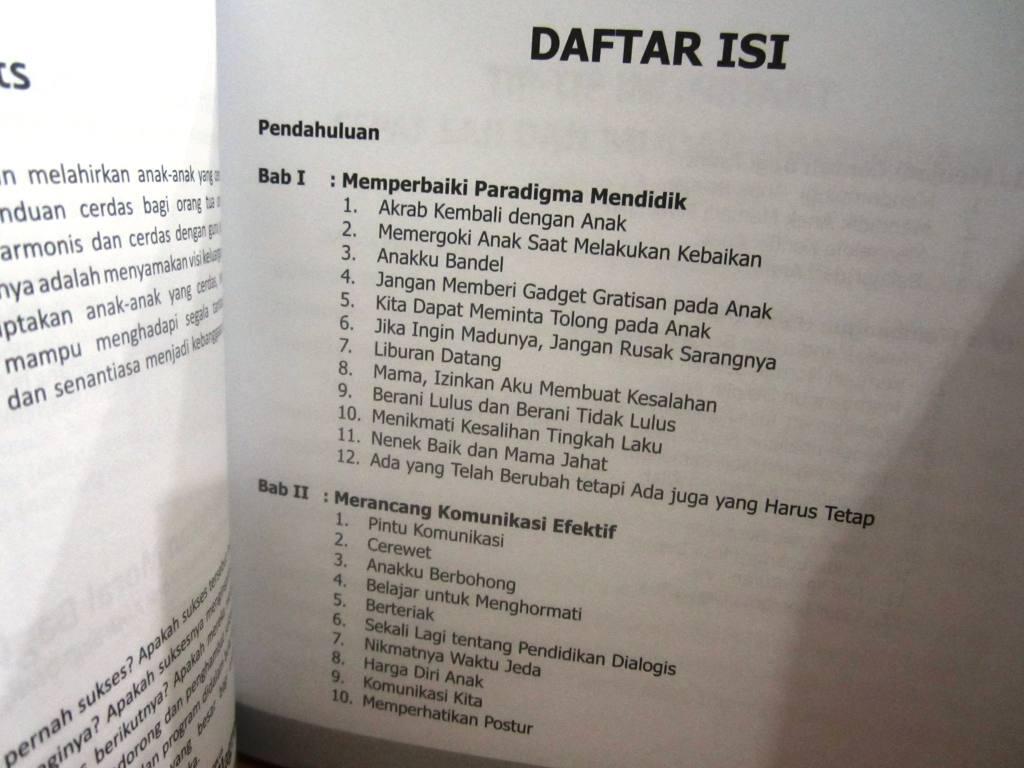 n melahirkan anak-anak yang
nduan cerdas bagi orang tua
armonis dan cerdas dengan
nya adalah menyamakan visi
ptakan anak-anak yang cerdas,
mampu menghadapi segala
dan senantiasa menjadi
pernah sukses? Apakah sukses
aginya? Apakah suksesnya
berikutnya? Apakah
dorong dan
dan program
yang besar
DAFTAR ISI
Pendahuluan
Bab I : Memperbaiki Paradigma Mendidik
1. Akrab Kembali dengan Anak
2. Memergoki Anak Saat Melakukan Kebaikan
3. Anakku Bandel
4. Jangan Memberi Gadget Gratisan pada Anak
5. Kita Dapat Meminta Tolong pada Anak
6. Jika Ingin Madunya, Jangan Rusak Sarangnya
7. Liburan Datang
8. Mama, Izinkan Aku Membuat Kesalahan
9. Berani Lulus dan Berani Tidak Lulus
10. Menikmati Kesalihan Tingkah Laku
11. Nenek Baik dan Mama Jahat
12. Ada yang Telah Berubah tetapi Ada juga yang Harus Tetap
Bab II : Merancang Komunikasi Efektif
1. Pintu Komunikasi
2. Cerewet
3. Anakku Berbohong
4. Belajar untuk Menghormati
5. Berteriak
6. Sekali Lagi tentang Pendidikan Dialogis
7. Nikmatnya Waktu Jeda
8. Harga Diri Anak
9. Komunikasi Kita
10. Memperhatikan Postur